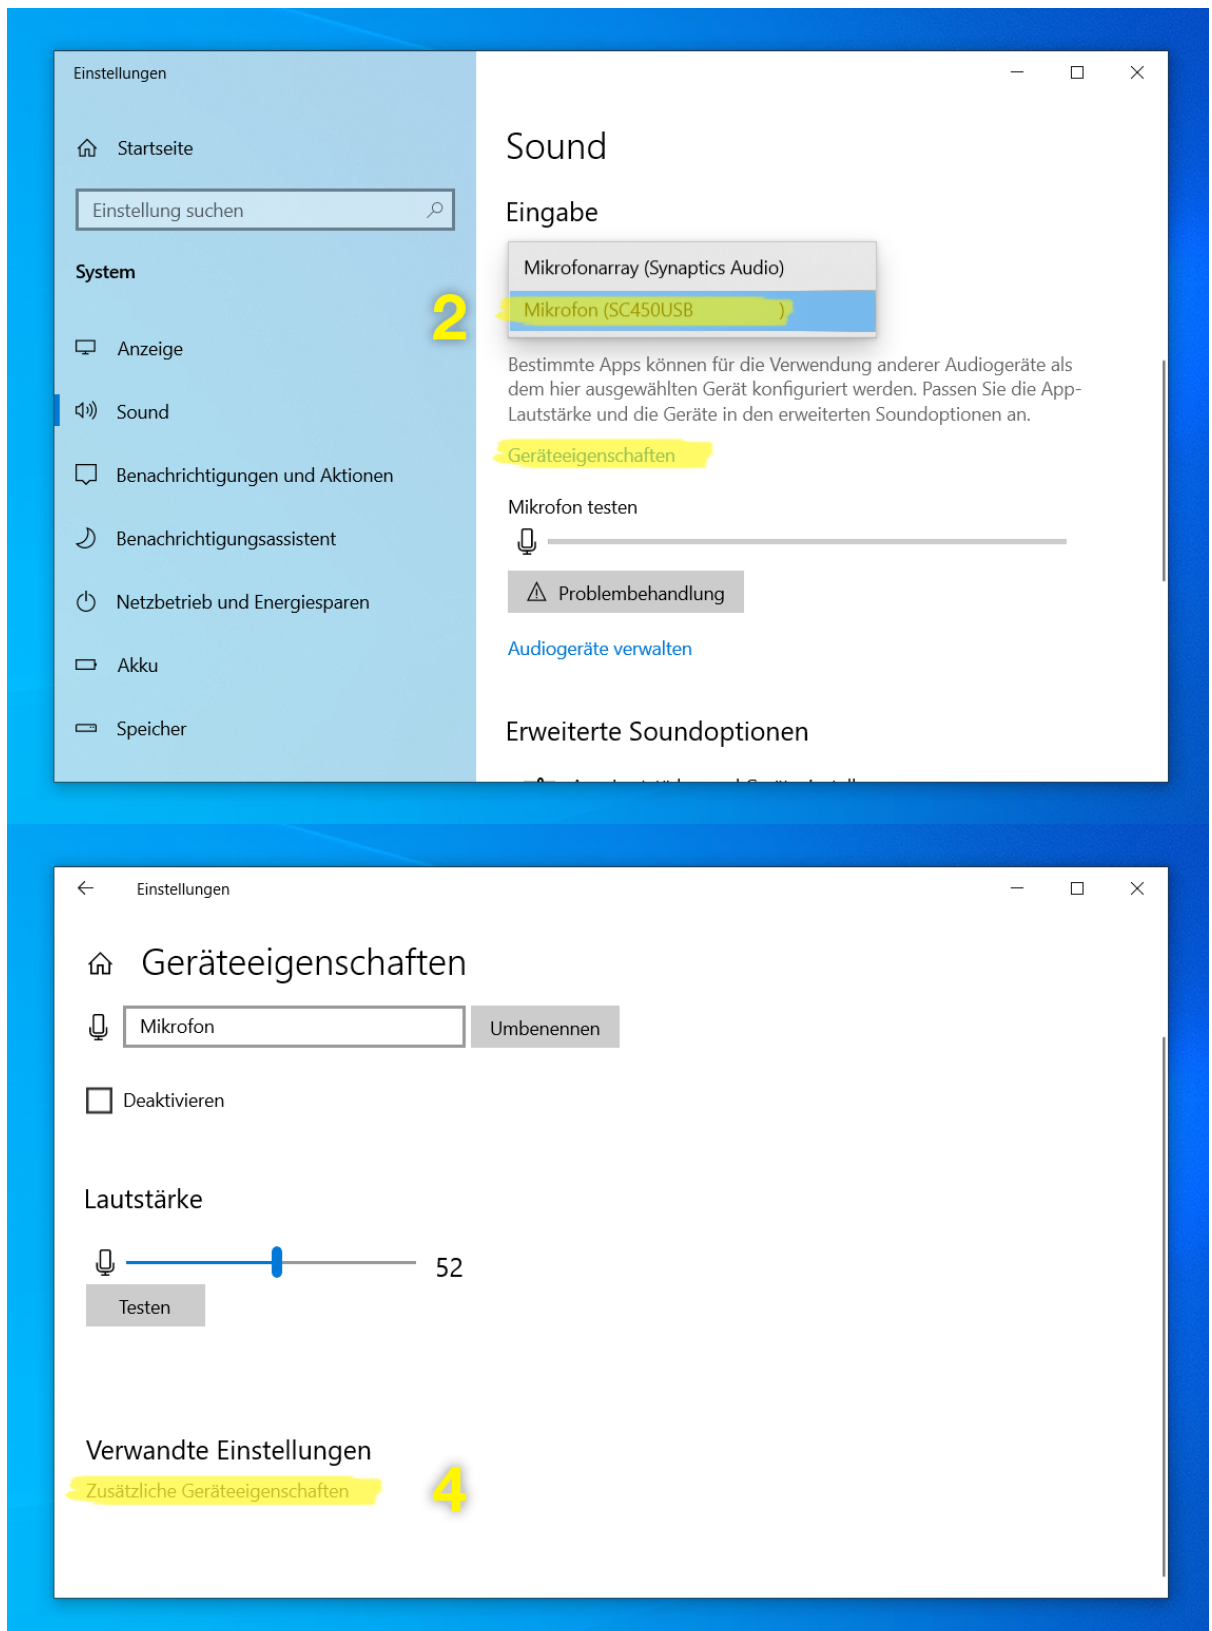 Einstellungen
Startseite
Einstellung suchen
System
Anzeige
Sound
Benachrichtigungen und Aktionen
Benachrichtigungsassistent
Netzbetrieb und Energiesparen
Akku
Speicher
Sound
Eingabe
Mikrofonarray (Synaptics Audio)
2
Mikrofon (SC450USB )
Bestimmte Apps können für die Verwendung anderer Audiogeräte als
dem hier ausgewählten Gerät konfiguriert werden. Passen Sie die App-
Lautstärke und die Geräte in den erweiterten Soundoptionen an.
Geräteeigenschaften
Mikrofon testen
Problembehandlung
Audiogeräte verwalten
Erweiterte Soundoptionen
Einstellungen
Geräteeigenschaften
Mikrofon
Umbenennen
Deaktivieren
Lautstärke
52
Testen
Verwandte Einstellungen
Zusätzliche Geräteeigenschaften
4